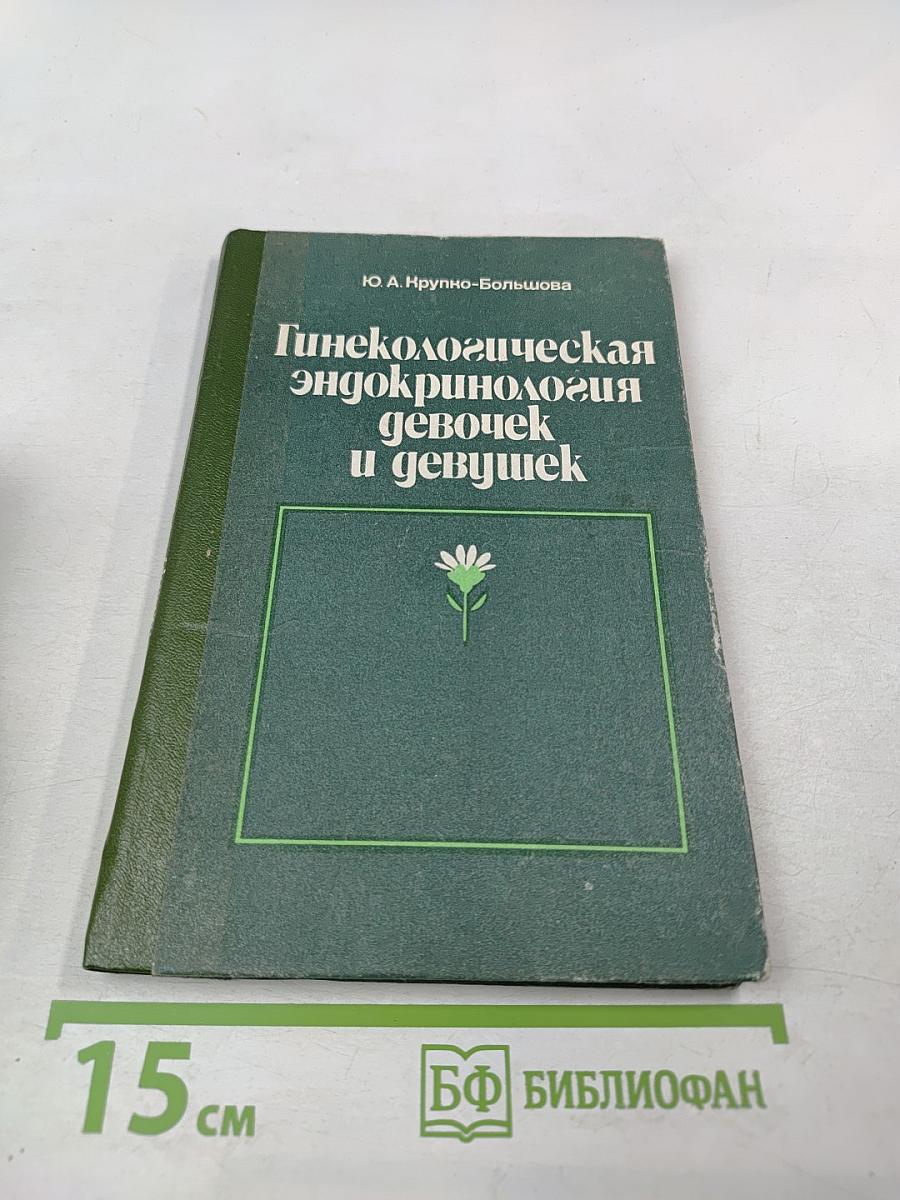 Ю. А. Крупко-Большова
Гинекологическая
эндокринология
девочек
и девушек
15 см
БФ БИБЛИОФАН